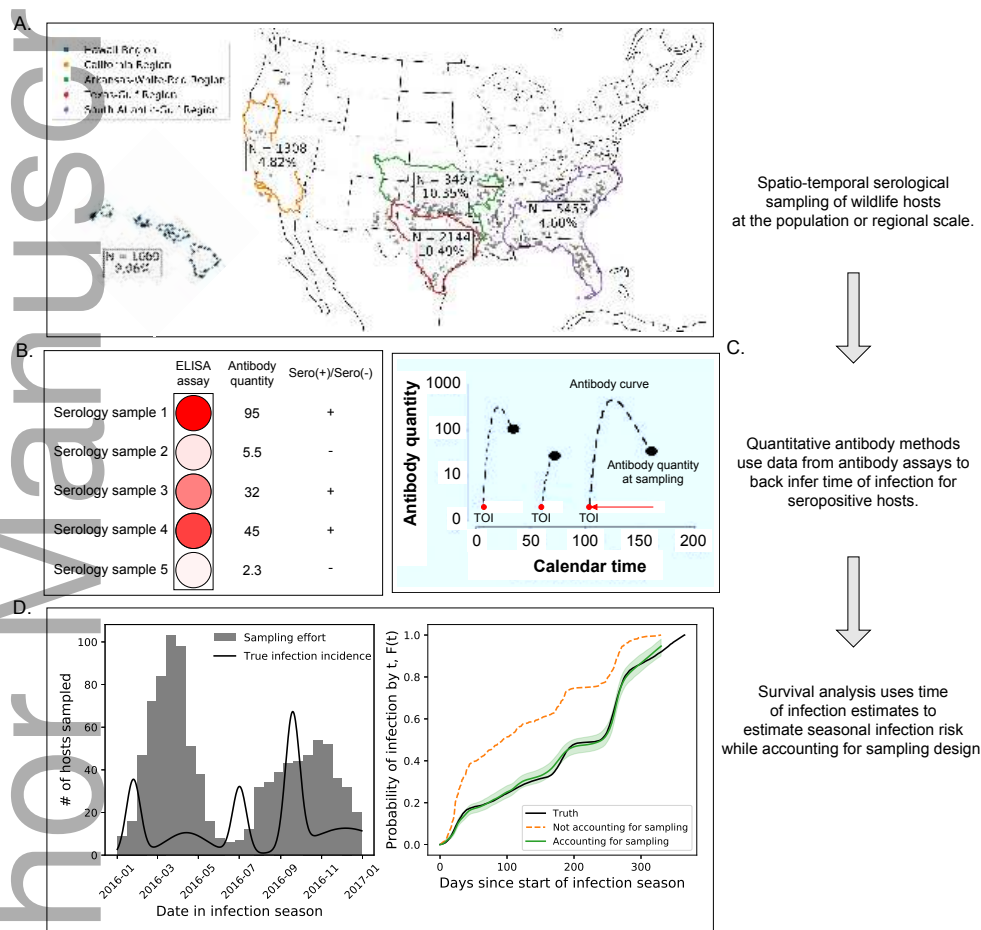 hor Manuscr
A.
Hawaii Region
California Region
Arkansas-White-Red Region
Texas-Gulf Region
South Atlantic-Gulf Region
N = 1308
4.82%
N = 3497
10.35%
N = 5459
4.60%
N = 2144
N = 1660
9.06%
Spatio-temporal serological
sampling of wildlife hosts
at the population or regional scale.
B.
ELISA assay
Antibody quantity
Sero(+)/Sero(-)
Serology sample 1 95 +
Serology sample 2 5.5 -
Serology sample 3 32 +
Serology sample 4 45 +
Serology sample 5 2.3 -
C.
Antibody quantity
1000
100
10
0
Antibody curve
Antibody quantity
at sampling
TOI TOI TOI
0 50 100 150 200
Calendar time
Quantitative antibody methods
use data from antibody assays to
back infer time of infection for
seropositive hosts.
D.
# of hosts sampled
100
80
60
40
20
0
Sampling effort
True infection incidence
2016-01 2016-03 2016-05 2016-07 2016-09 2016-11 2017-01
Date in infection season
Probability of infection by t, F(t)
1.0
0.8
0.6
0.4
0.2
0.0
Truth
Not accounting for sampling
Accounting for sampling
0 100 200 300
Days since start of infection season
Survival analysis uses time
of infection estimates to
estimate seasonal infection risk
while accounting for sampling design